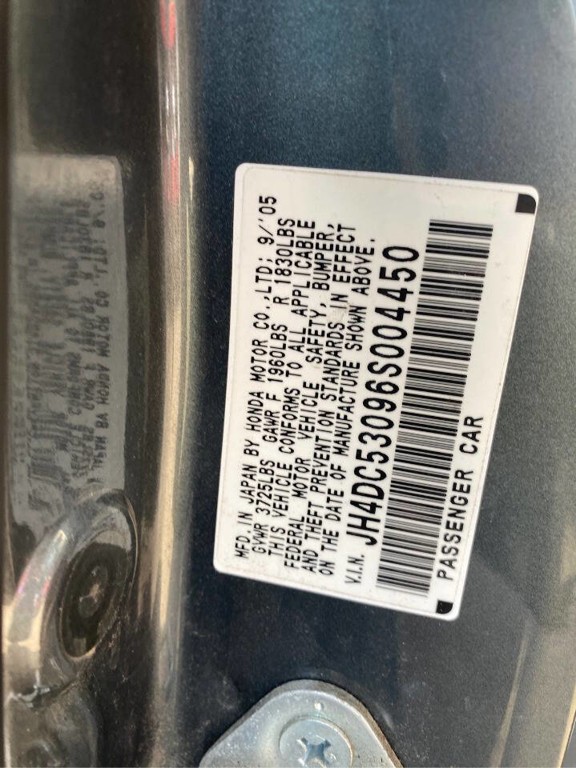 MFD. IN JAPAN BY HONDA MOTOR CO.,LTD; 9/'05
GVWR 3725LBS GAWR F 1960LBS R 1830LBS
THIS VEHICLE CONFORMS TO ALL APPLICABLE
FEDERAL MOTOR VEHICLE SAFETY, BUMPER,
AND THEFT PREVENTION STANDARDS IN EFFECT
ON THE DATE OF MANUFACTURE SHOWN ABOVE.
V.I.N. JH4DC53096S004450
PASSENGER CAR